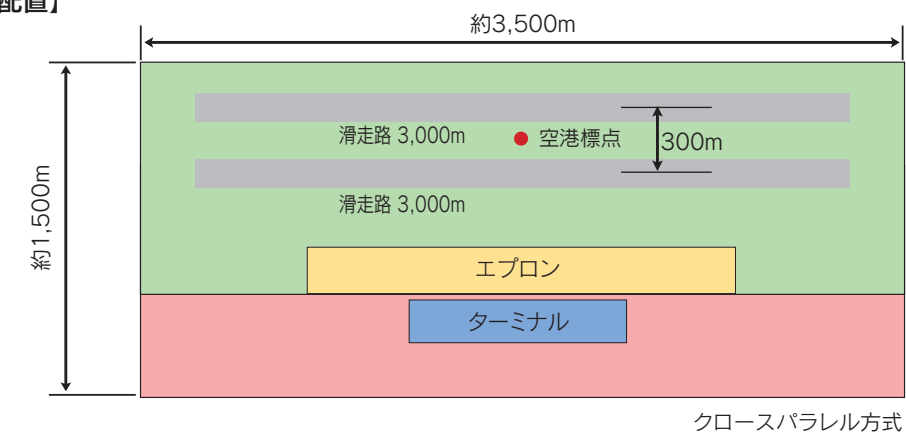 配置】
約3,500m
滑走路 3,000m
空港標点
300m
滑走路 3,000m
約1,500m
エプロン
ターミナル
クロースパラレル方式